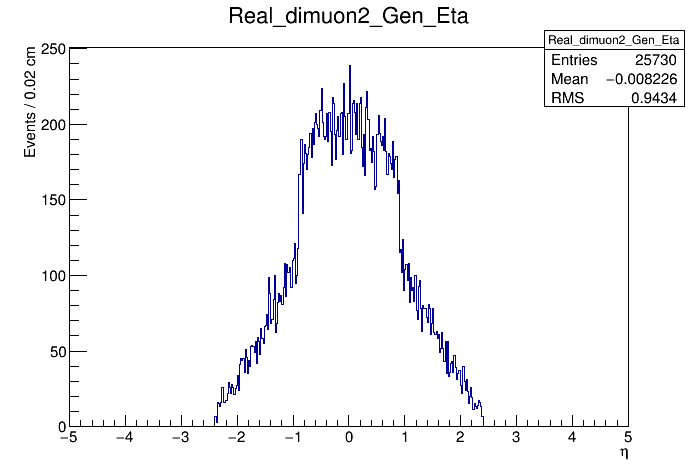 Real_dimuon2_Gen_Eta
Real_dimuon2_Gen_Eta
Entries 25730
Mean −0.008226
RMS 0.9434
Events / 0.02 cm
250
200
150
100
50
0
−5 −4 −3 −2 −1 0 1 2 3 4 5
η